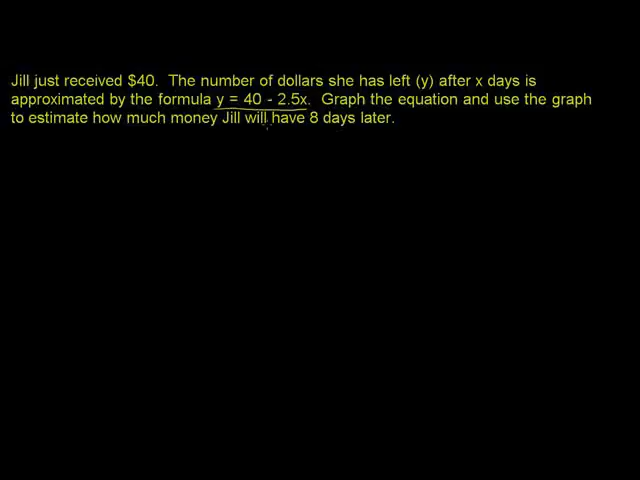 Jill just received $40.  The number of dollars she has left (y) after x days is
approximated by the formula y = 40 - 2.5x.  Graph the equation and use the graph
to estimate how much money Jill will have 8 days later.